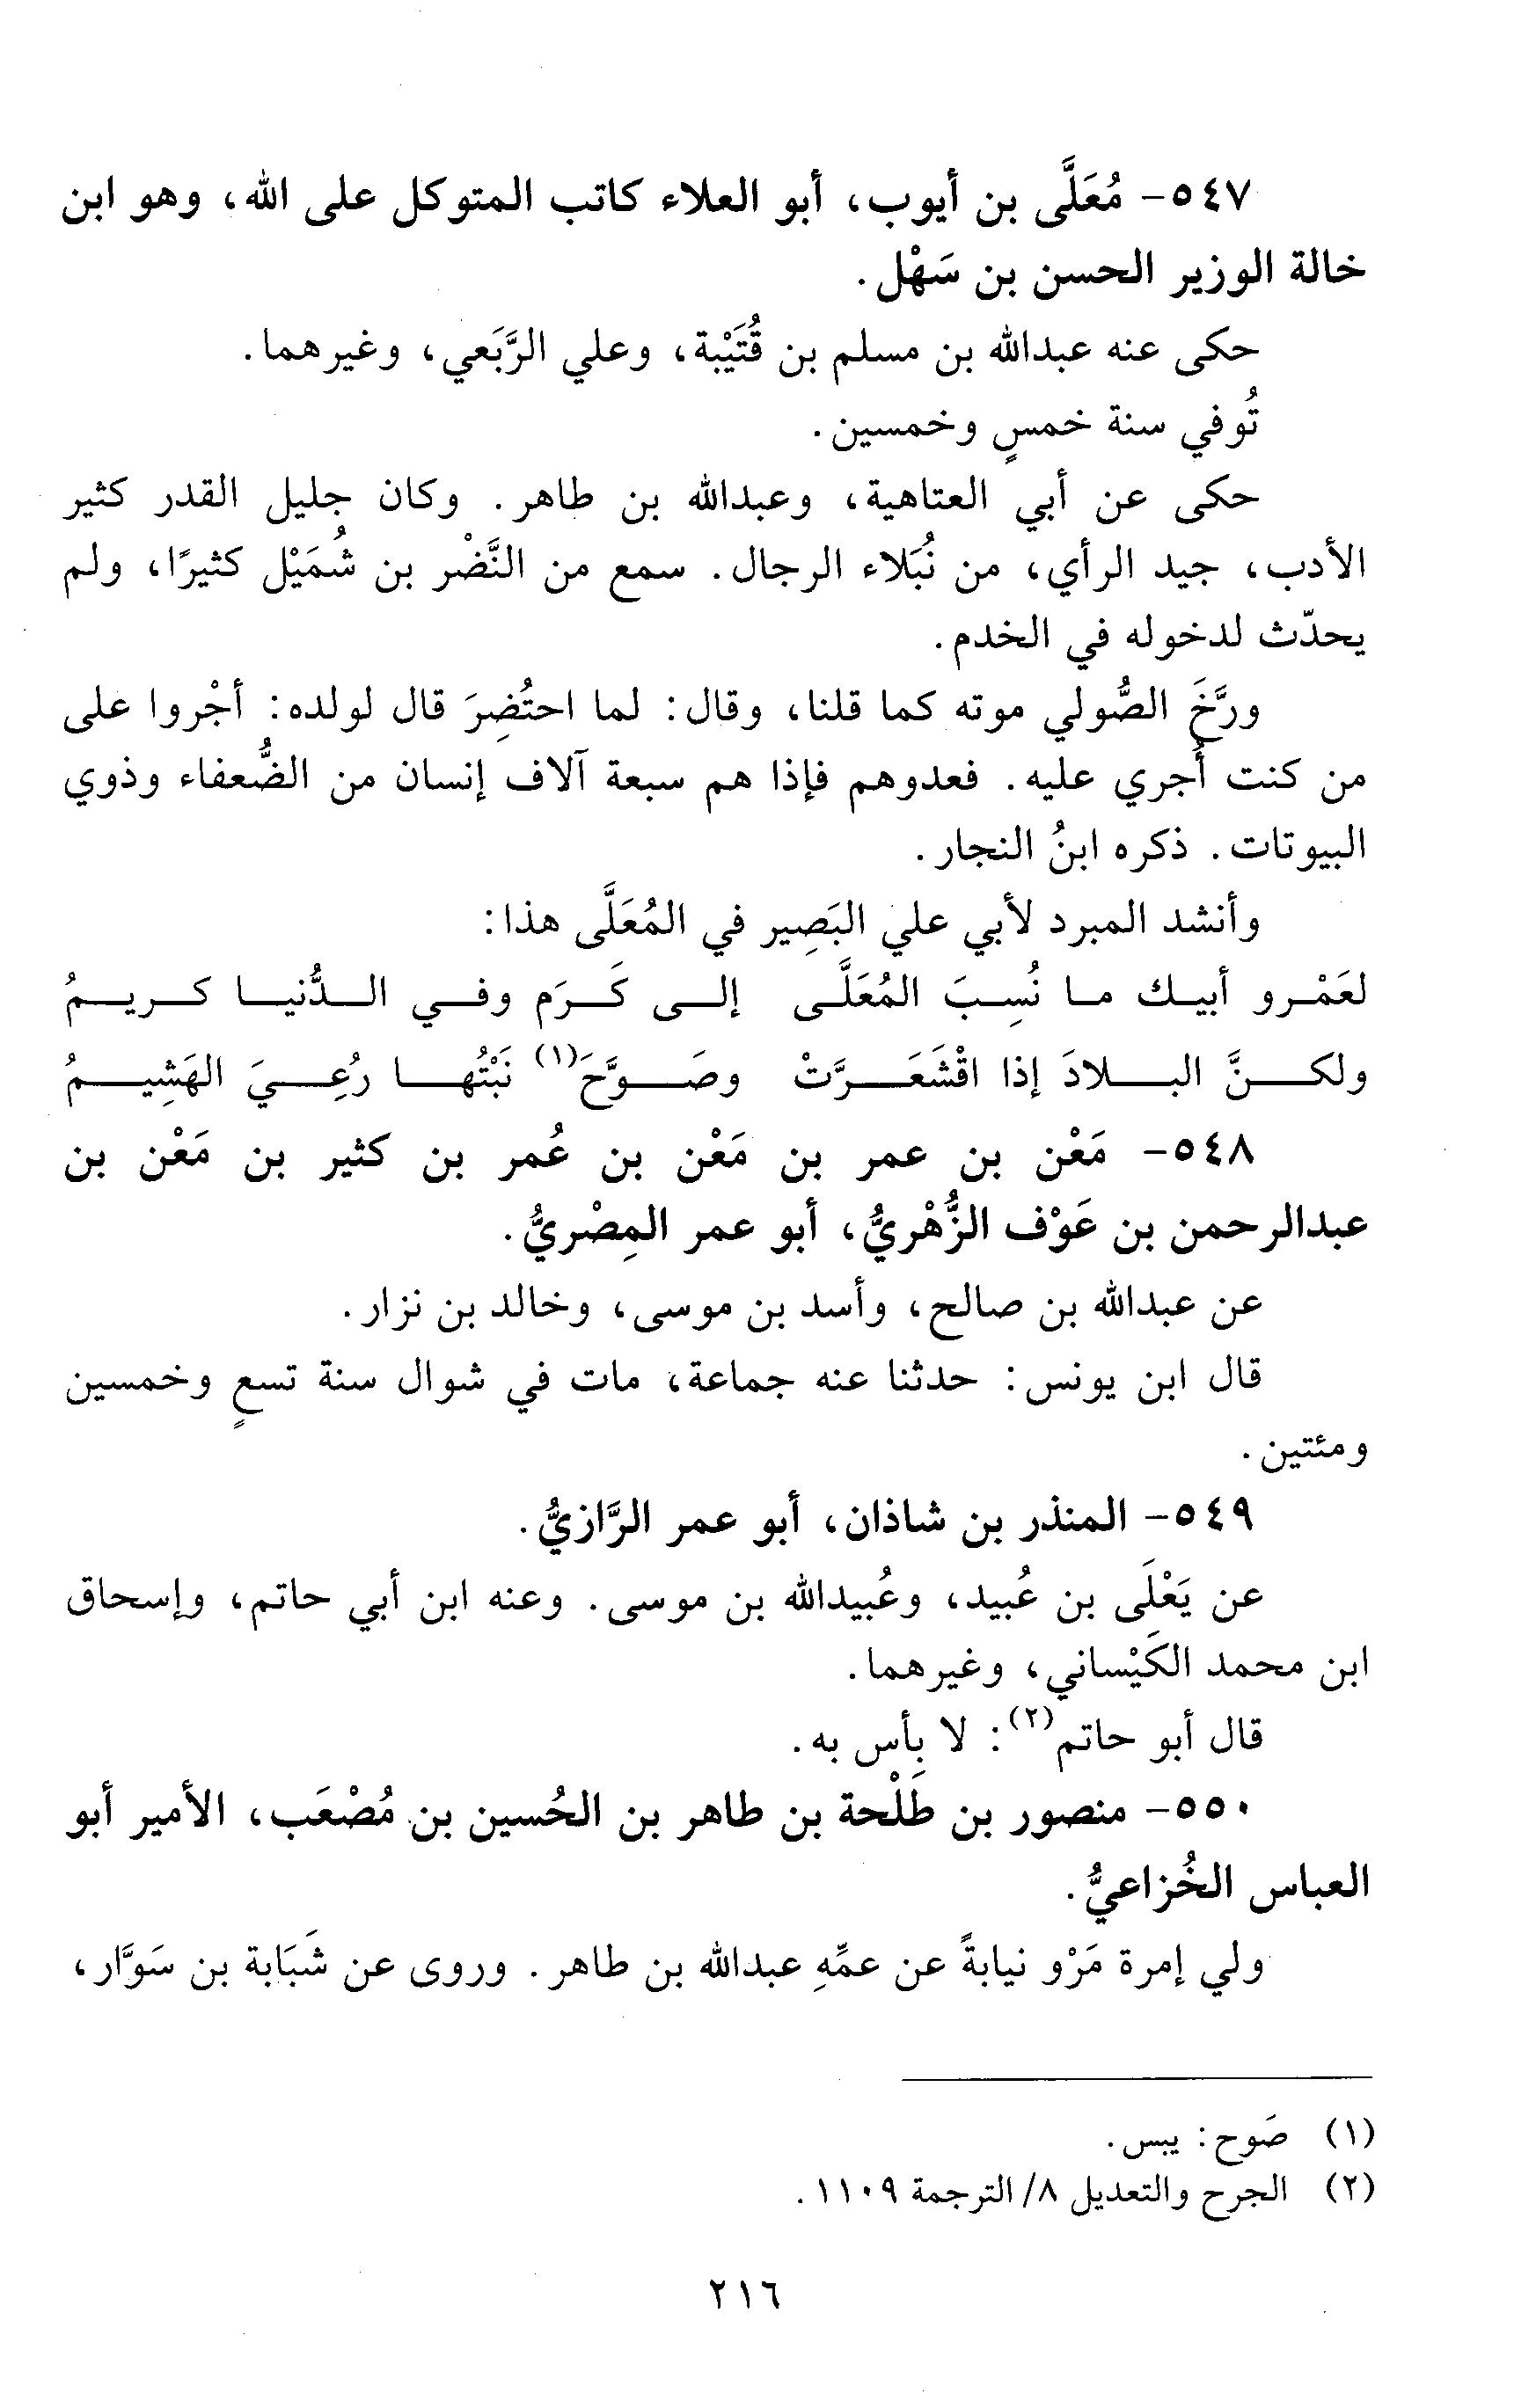 ٥٤٧- مُعَلَّى بن أيوب، أبو العلاء كاتب المتوكل على الله، وهو ابن
خالة الوزير الحسن بن سَهْل.
حكى عنه عبدالله بن مسلم بن قُتَيْبة، وعلي الرَّبَعي، وغيرهما.
تُوفي سنة خمسٍ وخمسين.
حكى عن أبي العتاهية، وعبدالله بن طاهر. وكان جليل القدر كثير
الأدب، جيد الرأي، من نُبَلاء الرجال. سمع من النَّضْر بن شُمَيْل كثيرًا، ولم
يحدّث لدخوله في الخدم.
ورَّخَ الصُّولي موته كما قلنا، وقال: لما احتُضِرَ قال لولده: أجْروا على
من كنت أُجري عليه. فعدوهم فإذا هم سبعة آلاف إنسان من الضُّعفاء وذوي
البيوتات. ذكره ابنُ النجار.
وأنشد المبرد لأبي علي البَصِير في المُعَلَّى هذا:
لعَمْرو أبيك ما نُسِبَ المُعَلَّى إلى كَرَم وفي الدُّنيا كريمُ
ولكنَّ البلادَ إذا اقْشَعَرَّتْ وصَوَّحَ(١) نَبْتُها رُعِيَ الهَشِيمُ
٥٤٨- مَعْن بن عمر بن مَعْن بن عُمر بن كثير بن مَعْن بن
عبدالرحمن بن عَوْف الزُّهْريُّ، أبو عمر المِصْريُّ.
عن عبدالله بن صالح، وأسد بن موسى، وخالد بن نزار.
قال ابن يونس: حدثنا عنه جماعة، مات في شوال سنة تسعٍ وخمسين
ومئتين.
٥٤٩- المنذر بن شاذان، أبو عمر الرَّازيُّ.
عن يَعْلَى بن عُبيد، وعُبيدالله بن موسى. وعنه ابن أبي حاتم، وإسحاق
ابن محمد الكَيْساني، وغيرهما.
قال أبو حاتم(٢): لا بأس به.
٥٥٠- منصور بن طَلْحة بن طاهر بن الحُسين بن مُصْعَب، الأمير أبو
العباس الخُزاعيُّ.
ولي إمرة مَرْو نيابةً عن عمِّهِ عبدالله بن طاهر. وروى عن شَبَابة بن سَوَّار،
(١) صَوح: يبس.
(٢) الجرح والتعديل ٨/ الترجمة ١١٠٩.
٢١٦